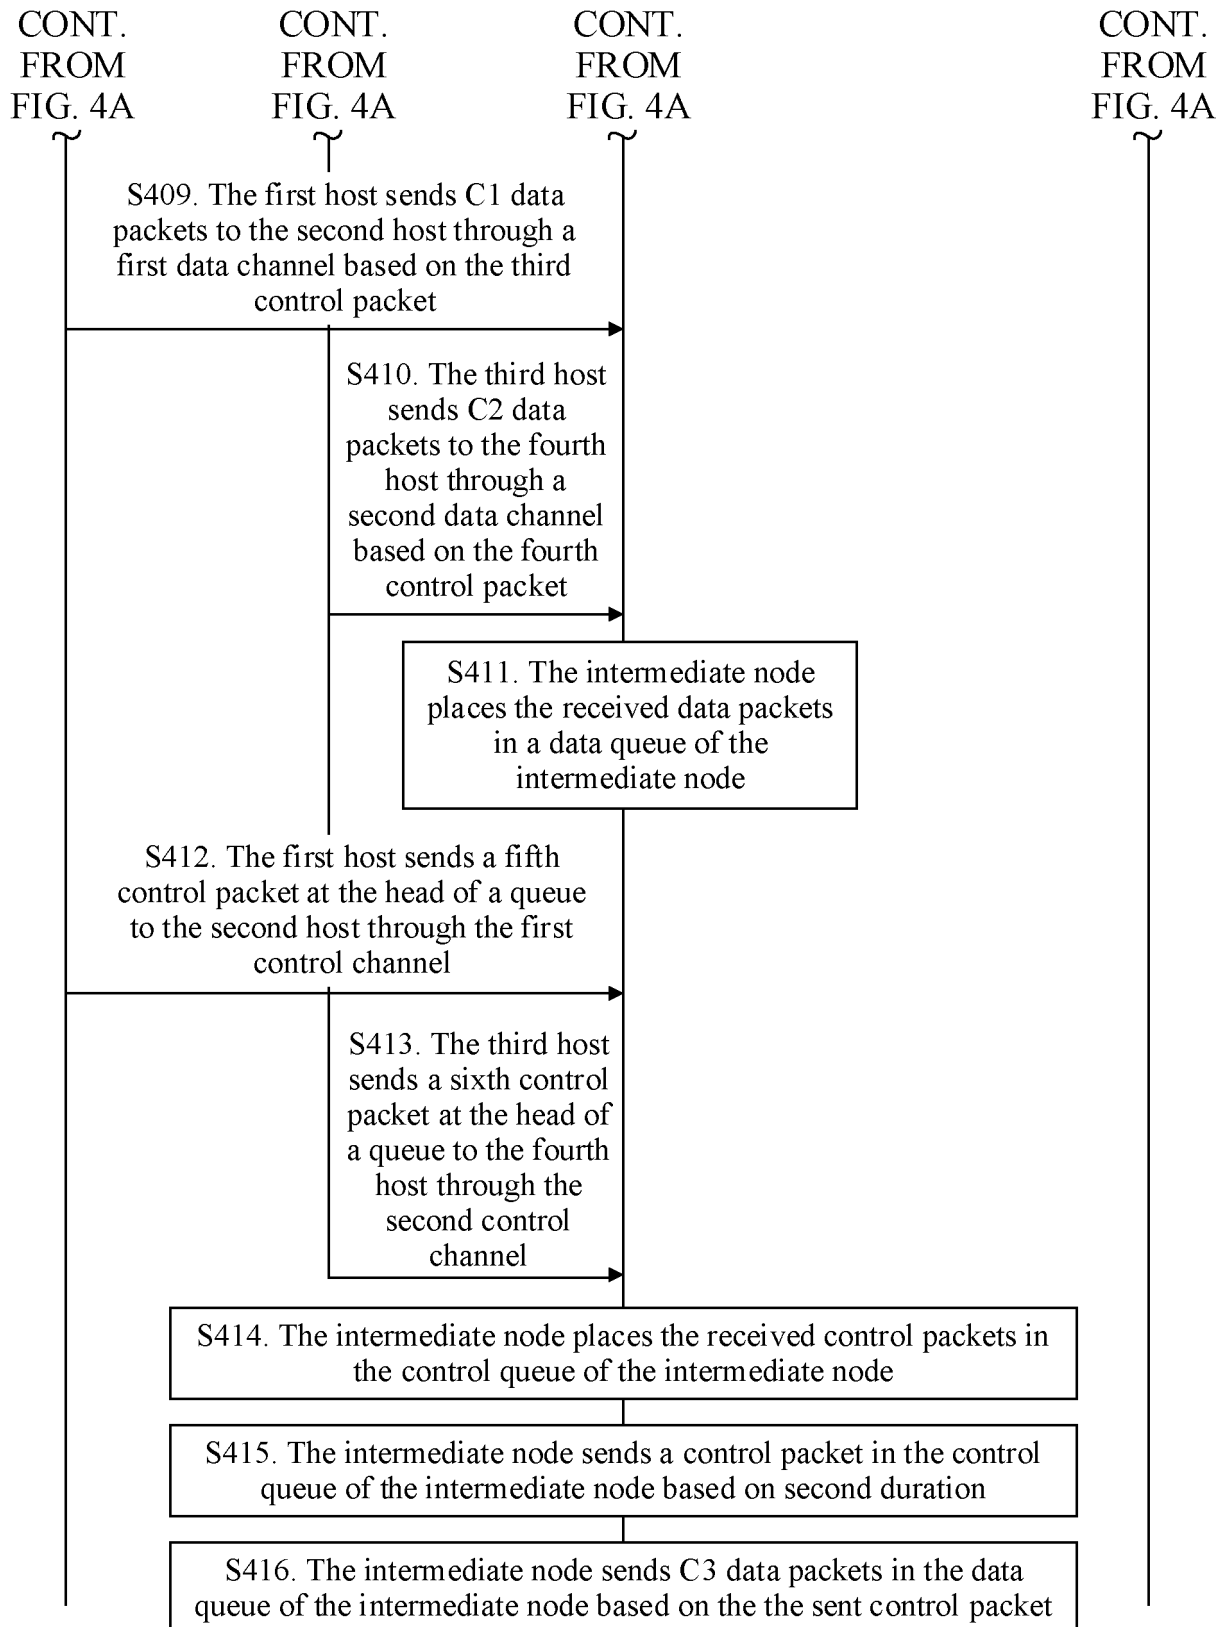 CONT.
FROM
FIG. 4A
CONT.
FROM
FIG. 4A
CONT.
FROM
FIG. 4A
CONT.
FROM
FIG. 4A
S409. The first host sends C1 data
packets to the second host through a
first data channel based on the third
control packet
S410. The third host
sends C2 data
packets to the fourth
host through a
second data channel
based on the fourth
control packet
S411. The intermediate node
places the received data packets
in a data queue of the
intermediate node
S412. The first host sends a fifth
control packet at the head of a queue
to the second host through the first
control channel
S413. The third host
sends a sixth control
packet at the head of
a queue to the fourth
host through the
second control
channel
S414. The intermediate node places the received control packets in
the control queue of the intermediate node
S415. The intermediate node sends a control packet in the control
queue of the intermediate node based on second duration
S416. The intermediate node sends C3 data packets in the data
queue of the intermediate node based on the the sent control packet